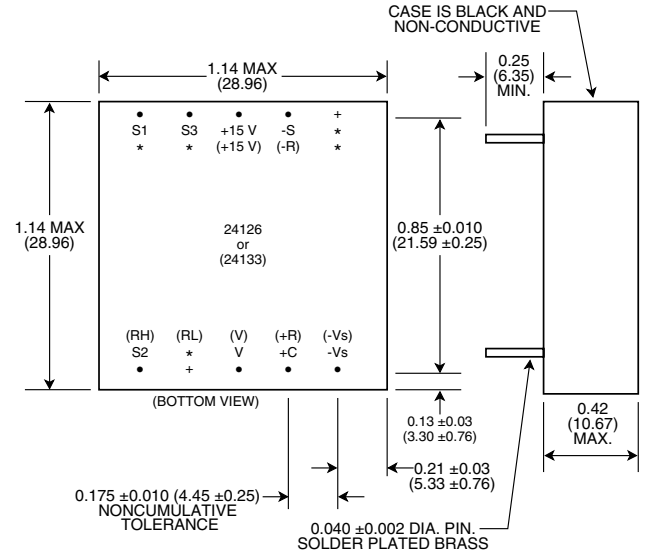 CASE IS BLACK AND
NON-CONDUCTIVE
1.14 MAX
(28.96)
0.25
(6.35)
MIN.
• • • • +
S1 S3 +15 V -S *
* * (+15 V) (-R) *
1.14 MAX
(28.96)
24126
or
(24133)
0.85 ±0.010
(21.59 ±0.25)
(RH) (RL) (V) (+R) (-Vs)
S2 * V +C -Vs
• + • • •
(BOTTOM VIEW)
0.13 ±0.03
(3.30 ±0.76)
0.42
(10.67)
MAX.
0.21 ±0.03
(5.33 ±0.76)
0.175 ±0.010 (4.45 ±0.25)
NONCUMULATIVE
TOLERANCE
0.040 ±0.002 DIA. PIN.
SOLDER PLATED BRASS